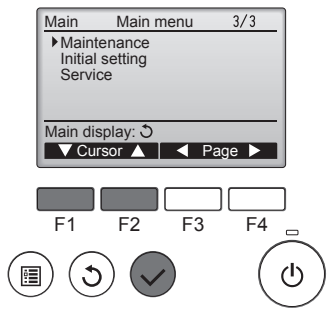 Main Main menu 3/3
▶Maintenance
Initial setting
Service
Main display: ↺
▼ Cursor ▲ ◀ Page ▶
F1 F2 F3 F4